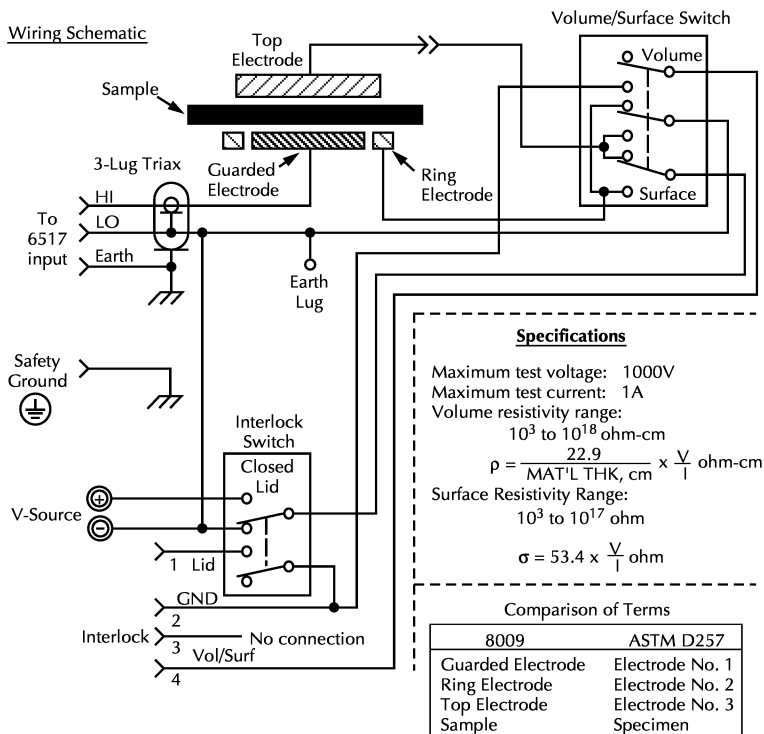 Wiring Schematic
Volume/Surface Switch
Top
Electrode
Volume
Sample
3-Lug Triax
Guarded
Electrode
Ring
Electrode
Surface
HI
To
6517
input
LO
Earth
Earth
Lug
Safety
Ground
Specifications
Maximum test voltage: 1000V
Maximum test current: 1A
Volume resistivity range:
10³ to 10¹⁸ ohm-cm
ρ = 22.9 / MAT'L THK, cm x V / I ohm-cm
Surface Resistivity Range:
10³ to 10¹⁷ ohm
σ = 53.4 x V / I ohm
Interlock
Switch
Closed
Lid
V-Source
+
−
1 Lid
GND
2
Interlock
3
No connection
Vol/Surf
4
Comparison of Terms
8009 ASTM D257
Guarded Electrode Electrode No. 1
Ring Electrode Electrode No. 2
Top Electrode Electrode No. 3
Sample Specimen